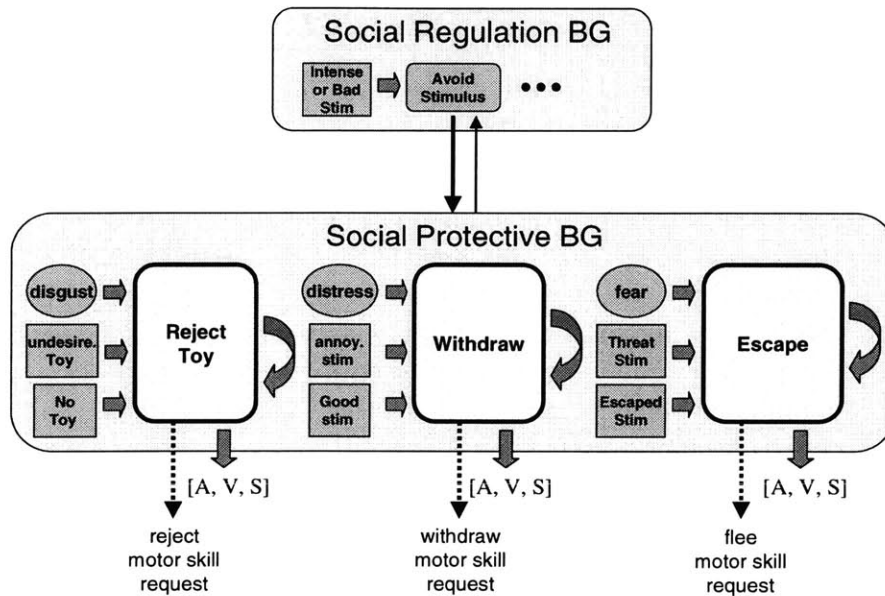 Social Regulation BG
Intense
or Bad
Stim
Avoid
Stimulus
•••
Social Protective BG
disgust
undesire.
Toy
No
Toy
Reject
Toy
distress
annoy.
stim
Good
stim
Withdraw
fear
Threat
Stim
Escaped
Stim
Escape
[A, V, S]
[A, V, S]
[A, V, S]
reject
motor skill
request
withdraw
motor skill
request
flee
motor skill
request